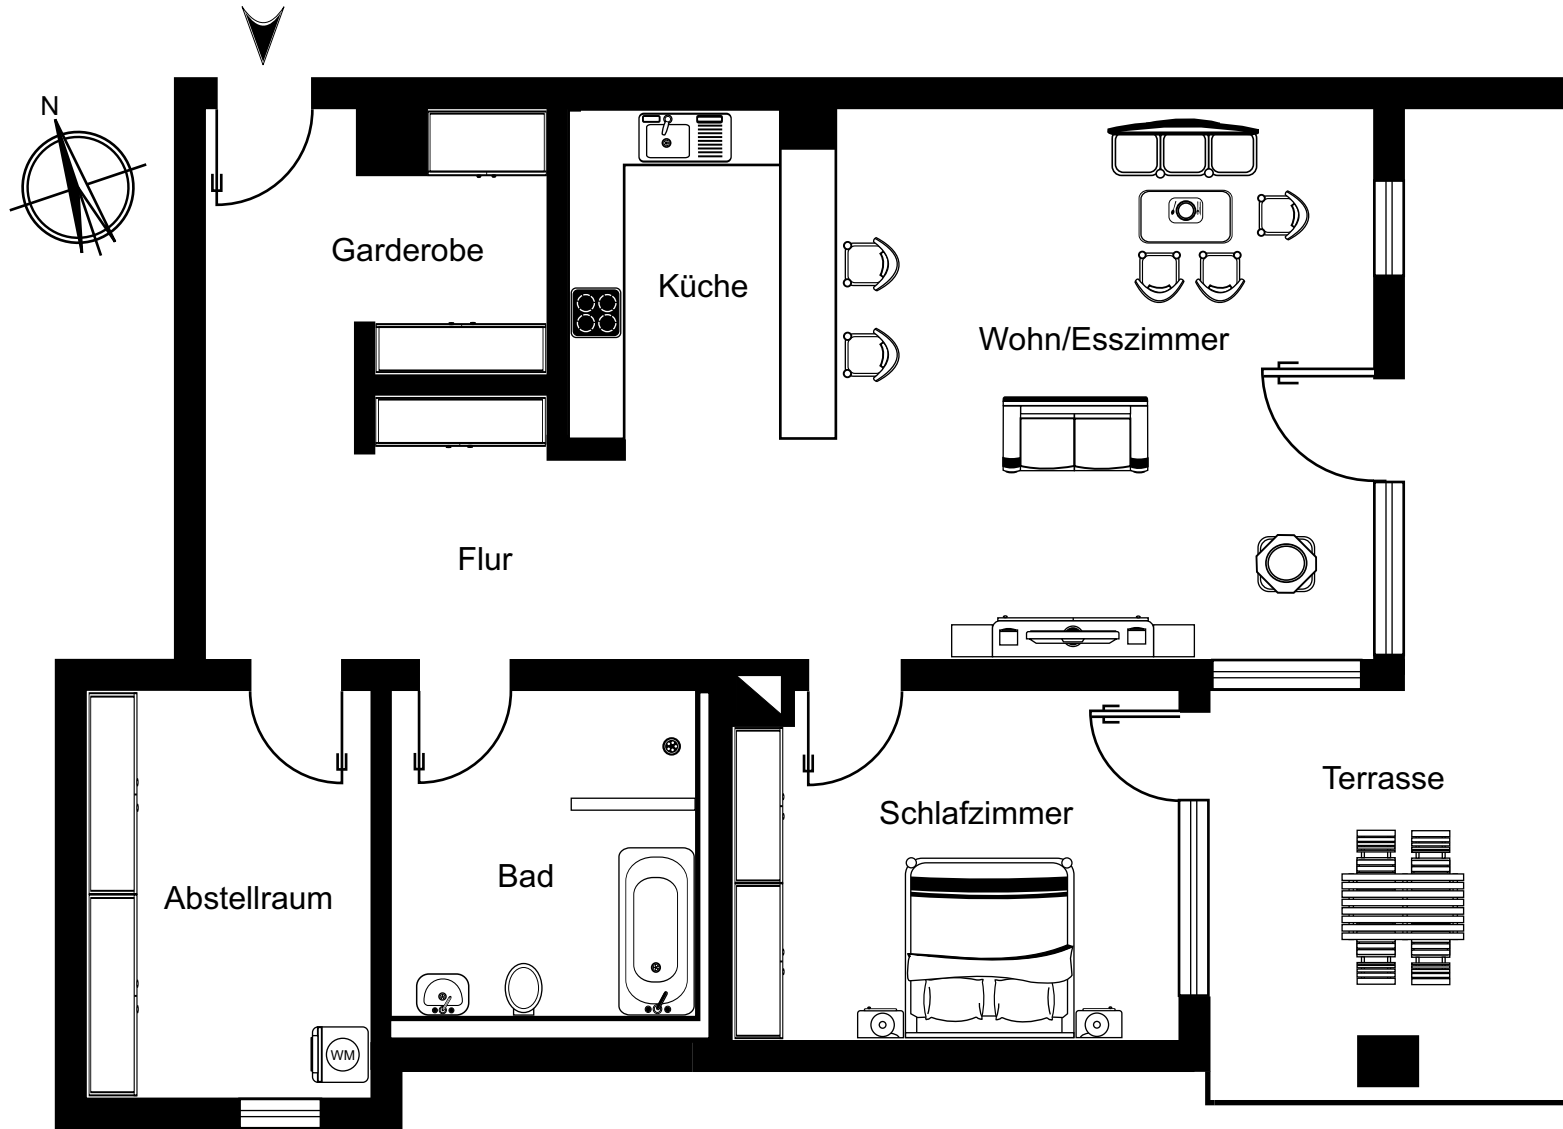 N
Garderobe
Küche
Wohn/Esszimmer
Flur
Terrasse
Schlafzimmer
Bad
Abstellraum
WM